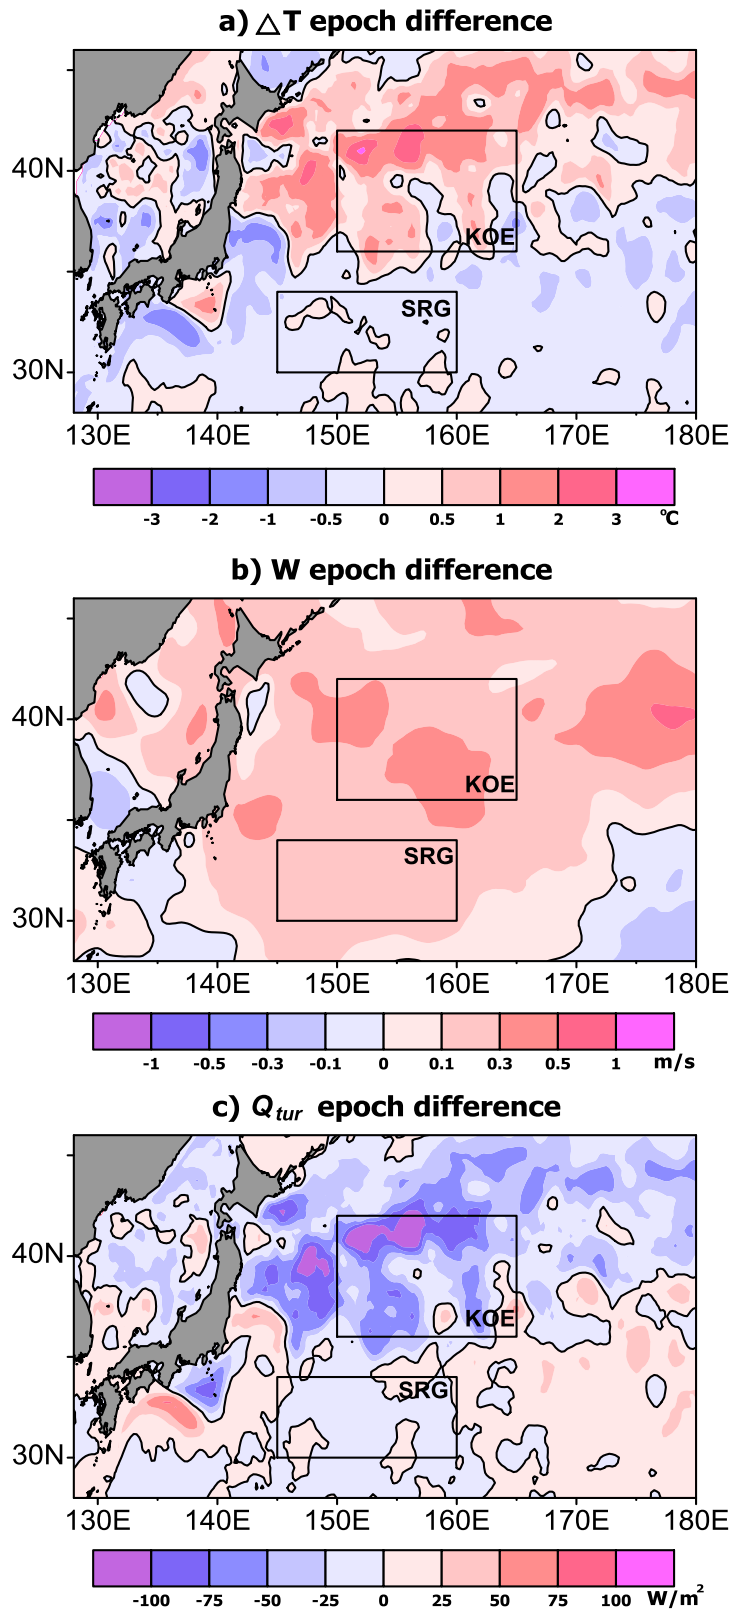 a) △T epoch difference
40N
30N
KOE
SRG
130E 140E 150E 160E 170E 180E
-3 -2 -1 -0.5 0 0.5 1 2 3 °C
b) W epoch difference
40N
30N
KOE
SRG
130E 140E 150E 160E 170E 180E
-1 -0.5 -0.3 -0.1 0 0.1 0.3 0.5 1 m/s
c) Qtur epoch difference
40N
30N
KOE
SRG
130E 140E 150E 160E 170E 180E
-100 -75 -50 -25 0 25 50 75 100 W/m²